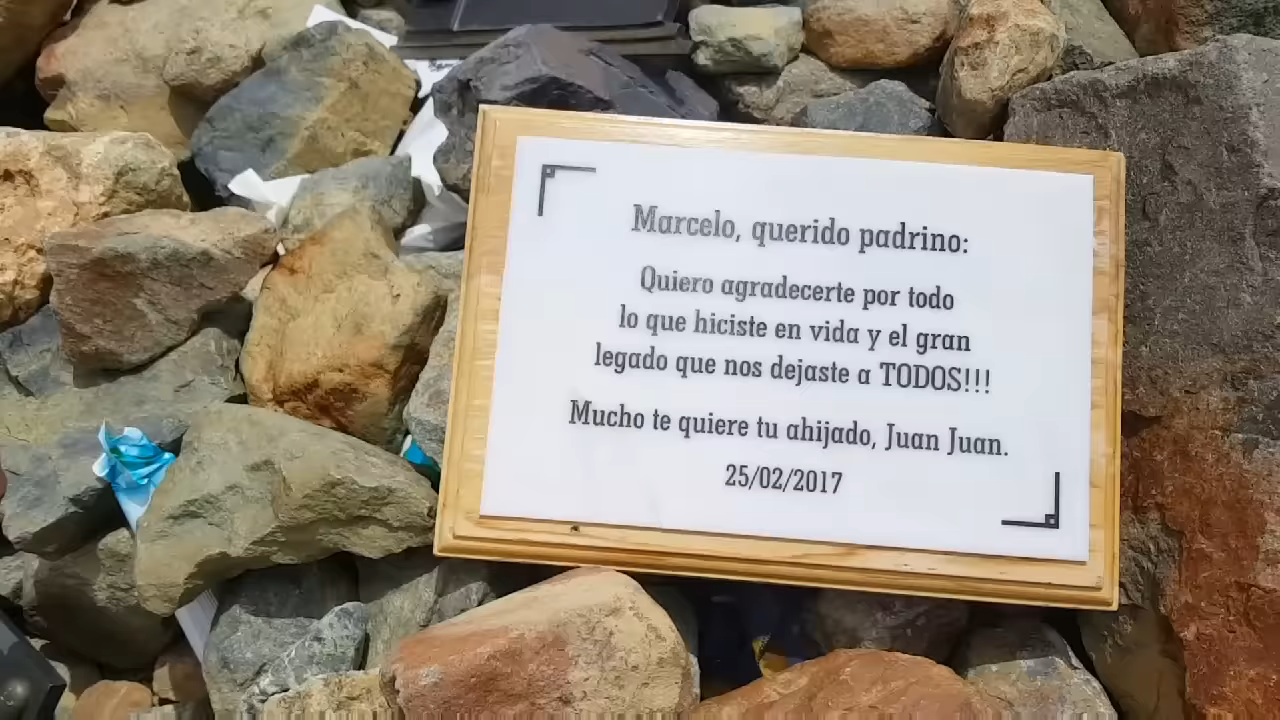 Marcelo, querido padrino:
Quiero agradecerte por todo
lo que hiciste en vida y el gran
legado que nos dejaste a TODOS!!!
Mucho te quiere tu ahijado, Juan Juan.
25/02/2017